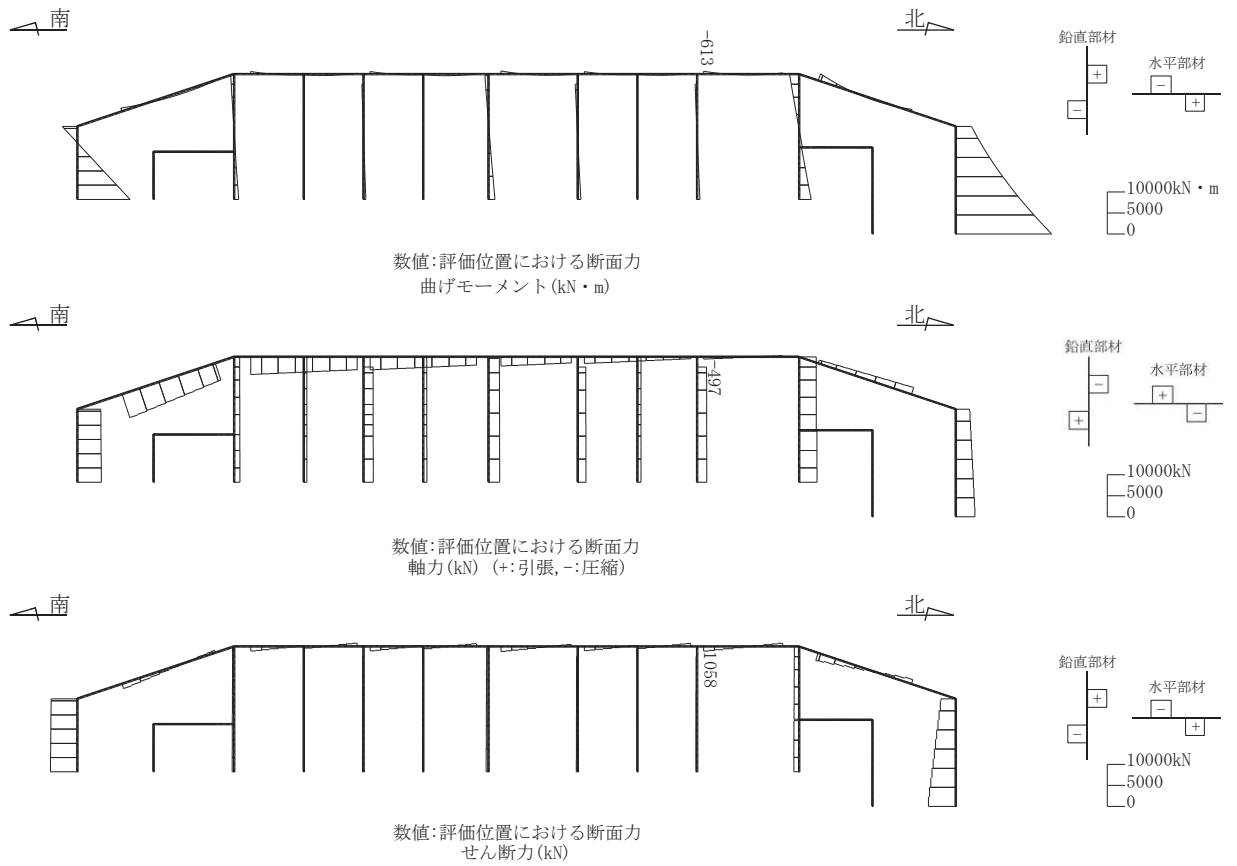 南
北
-613
鉛直部材
+
-
水平部材
-
+
10000kN・m
5000
0
数値:評価位置における断面力
曲げモーメント(kN・m)
南
北
-497
鉛直部材
-
+
水平部材
+
-
10000kN
5000
0
数値:評価位置における断面力
軸力(kN) (+:引張,-:圧縮)
南
北
1058
鉛直部材
+
-
水平部材
-
+
10000kN
5000
0
数値:評価位置における断面力
せん断力(kN)